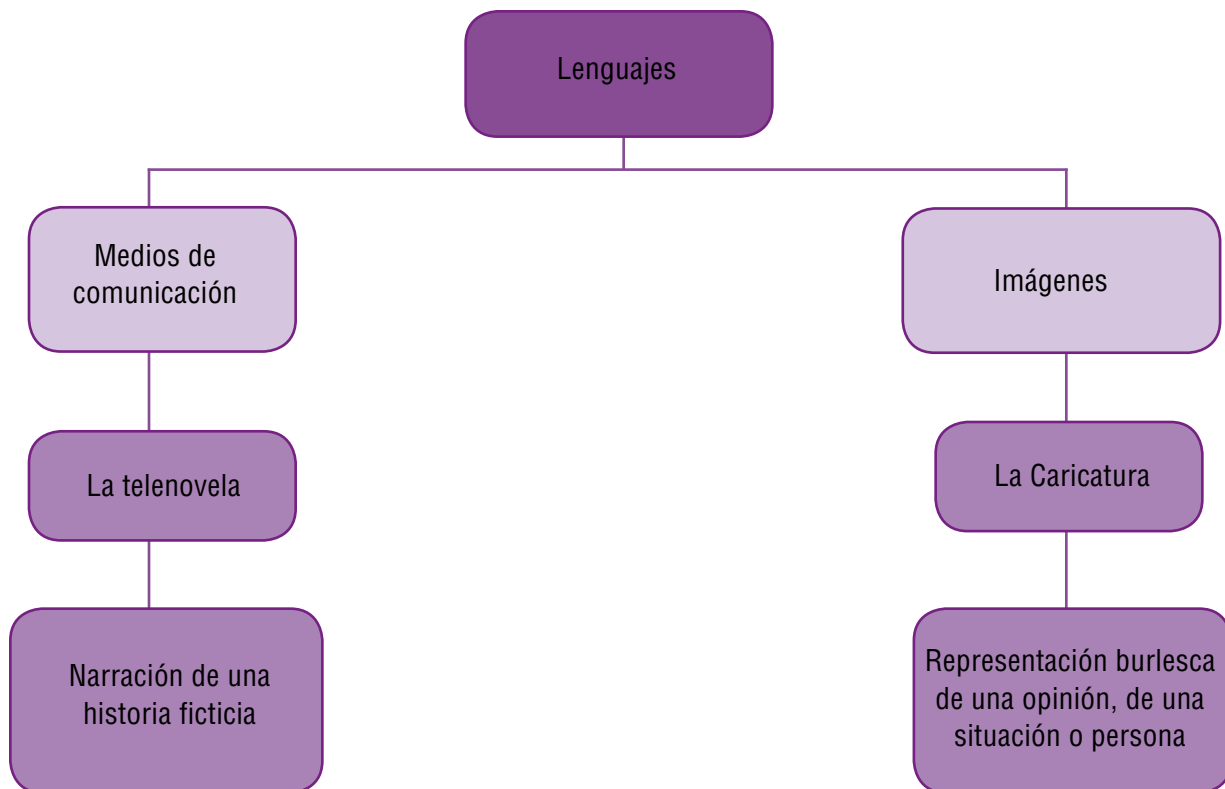 Lenguajes
Medios de
comunicación
Imágenes
La telenovela
La Caricatura
Narración de una
historia ficticia
Representación burlesca
de una opinión, de una
situación o persona